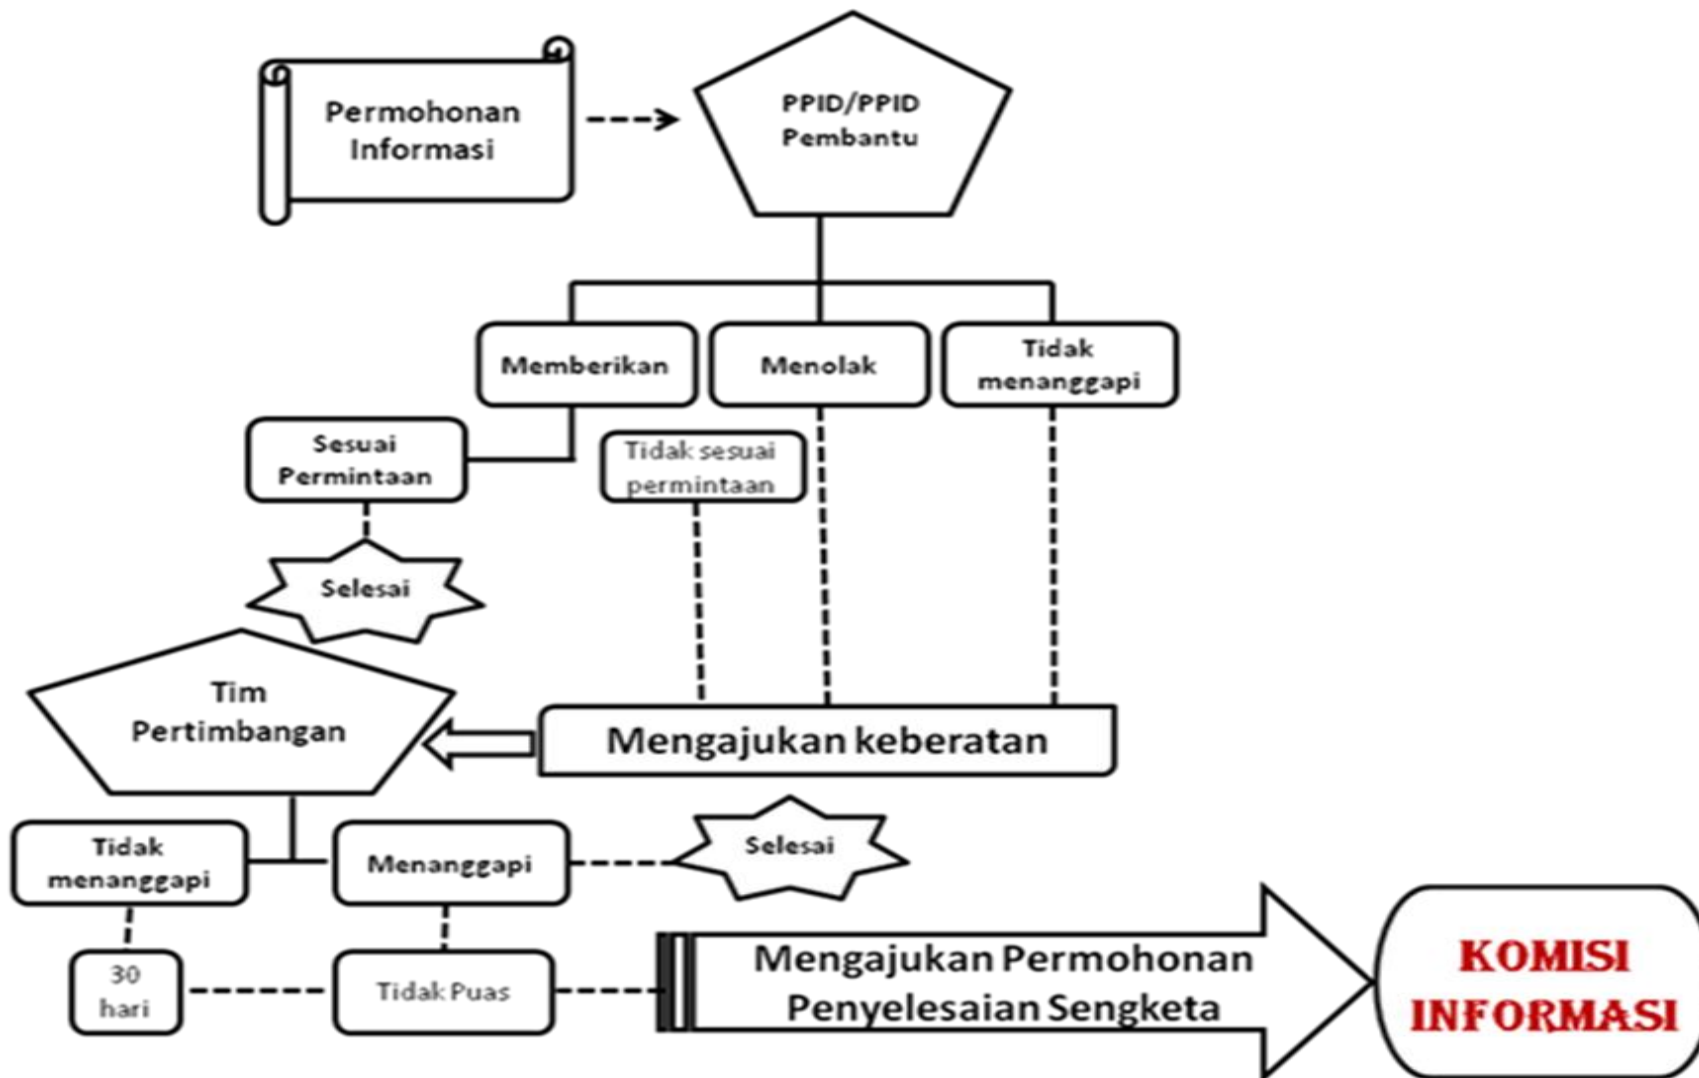 Permohonan
Informasi
PPID/PPID
Pembantu
Memberikan
Menolak
Tidak
menanggapi
Sesuai
Permintaan
Tidak sesuai
permintaan
Selesai
Tim
Pertimbangan
Mengajukan keberatan
Tidak
menanggapi
Menanggapi
Selesai
30
hari
Tidak Puas
Mengajukan Permohonan
Penyelesaian Sengketa
KOMISI
INFORMASI